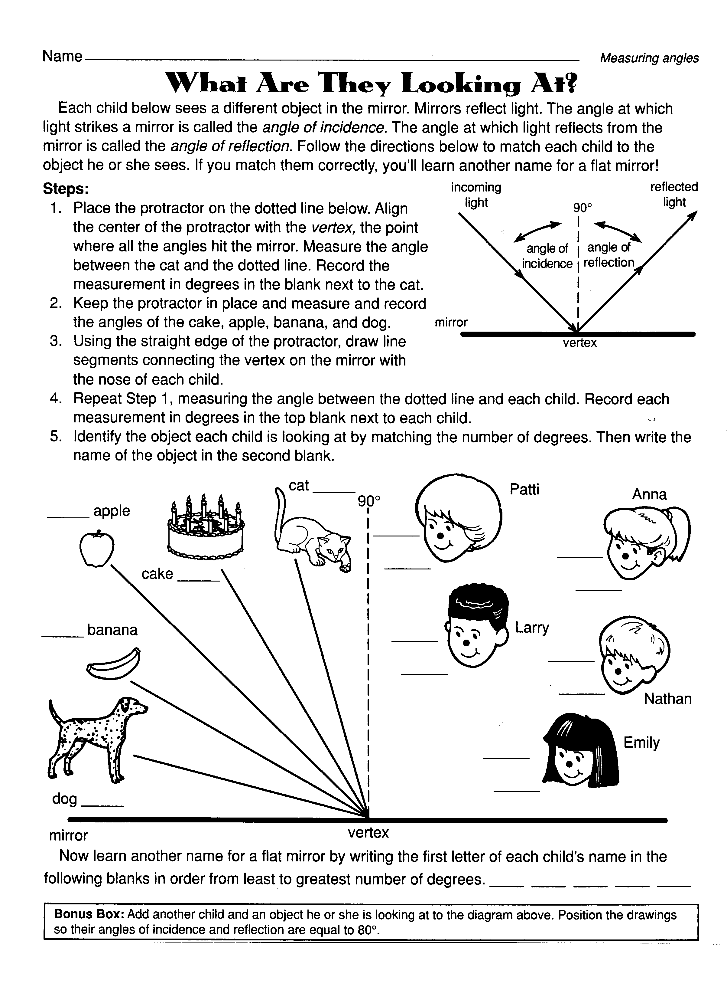 Name
Measuring angles
What Are They Looking At?
Each child below sees a different object in the mirror. Mirrors reflect light. The angle at which
light strikes a mirror is called the angle of incidence. The angle at which light reflects from the
mirror is called the angle of reflection. Follow the directions below to match each child to the
object he or she sees. If you match them correctly, you'll learn another name for a flat mirror!
Steps:
1. Place the protractor on the dotted line below. Align
the center of the protractor with the vertex, the point
where all the angles hit the mirror. Measure the angle
between the cat and the dotted line. Record the
measurement in degrees in the blank next to the cat.
2. Keep the protractor in place and measure and record
the angles of the cake, apple, banana, and dog.
3. Using the straight edge of the protractor, draw line
segments connecting the vertex on the mirror with
the nose of each child.
4. Repeat Step 1, measuring the angle between the dotted line and each child. Record each
measurement in degrees in the top blank next to each child.
5. Identify the object each child is looking at by matching the number of degrees. Then write the
name of the object in the second blank.
incoming
light
90°
reflected
light
angle of
incidence
angle of
reflection
mirror
vertex
cat
90°
Patti
Anna
apple
cake
banana
Larry
Nathan
Emily
dog
mirror
vertex
Now learn another name for a flat mirror by writing the first letter of each child's name in the
following blanks in order from least to greatest number of degrees.
Bonus Box: Add another child and an object he or she is looking at to the diagram above. Position the drawings
so their angles of incidence and reflection are equal to 80°.